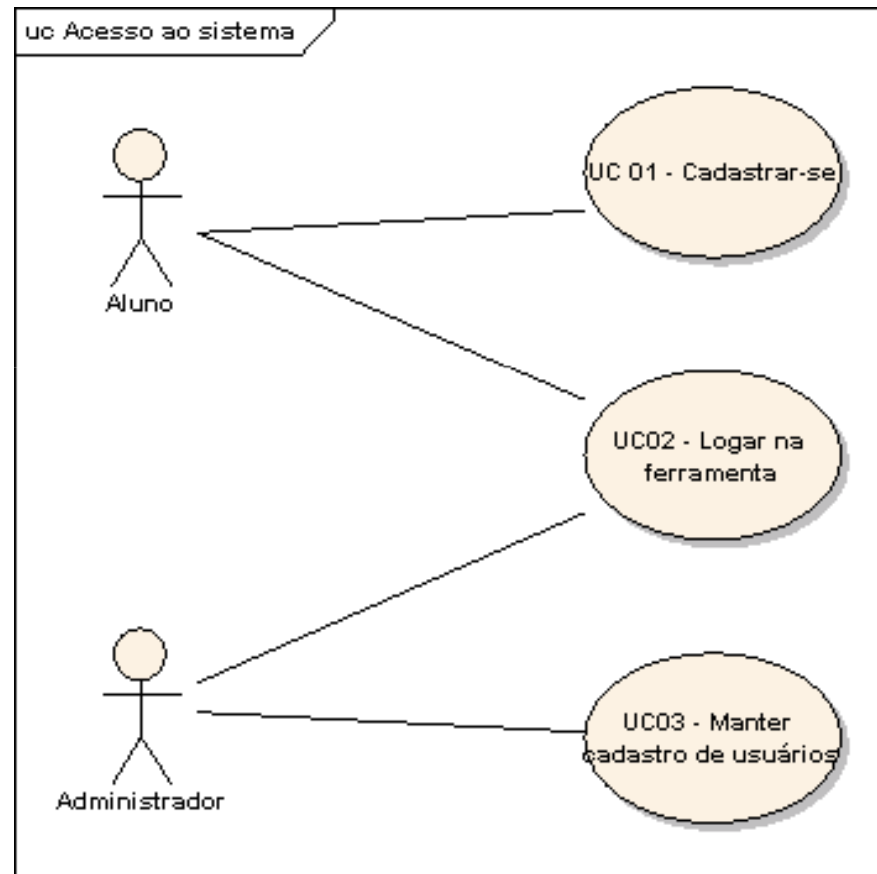 uc Acesso ao sistema
UC 01 - Cadastrar-se
Aluno
UC02 - Logar na
ferramenta
UC03 - Manter
cadastro de usuários
Administrador